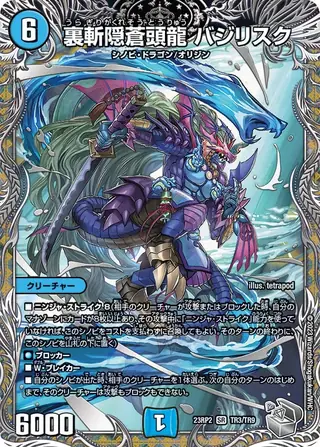 6
うらぎりがくれそうとうりゅう
裏斬隠蒼頭龍 バジリスク
シノビ・ドラゴン/オリジン
クリーチャー
illus. tetrapod
■ニンジャ・ストライク 8(相手のクリーチャーが攻撃またはブロックした時、自分の
マナゾーンにカードが8枚以上あり、その攻撃中に「ニンジャ・ストライク」能力を使って
いなければ、このシノビをコストを支払わずに召喚してもよい。そのターンの終わりに、
このシノビを山札の下に置く)
■ブロッカー
■W・ブレイカー
■自分のシノビが出た時、相手のクリーチャーを1体選ぶ。次の自分のターンのはじめ
まで、そのクリーチャーは攻撃もブロックもできない。
6000
1
23RP2 SR TR3/TR9